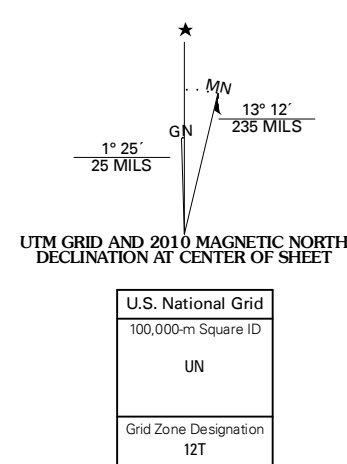 ★
MN
GN
13° 12´
235 MILS
1° 25´
25 MILS
UTM GRID AND 2010 MAGNETIC NORTH
DECLINATION AT CENTER OF SHEET
U.S. National Grid
100,000-m Square ID
UN
Grid Zone Designation
12T